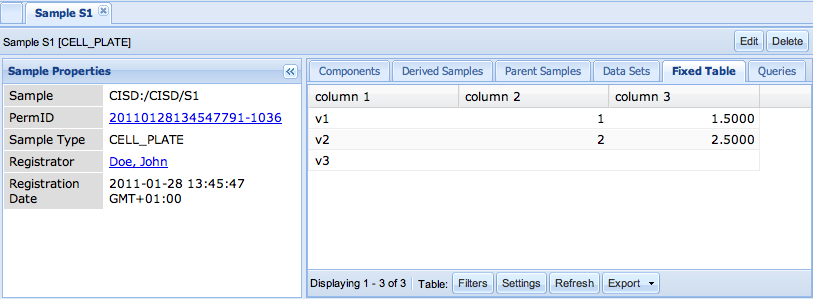 Sample S1
Sample S1 [CELL_PLATE] Edit Delete
Sample Properties
Sample CISD:/CISD/S1
PermID 20110128134547791-1036
Sample Type CELL_PLATE
Registrator Doe, John
Registration Date 2011-01-28 13:45:47
GMT+01:00
Components Derived Samples Parent Samples Data Sets Fixed Table Queries
column 1 column 2 column 3
v1 1 1.5000
v2 2 2.5000
v3
Displaying 1 - 3 of 3 Table: Filters Settings Refresh Export